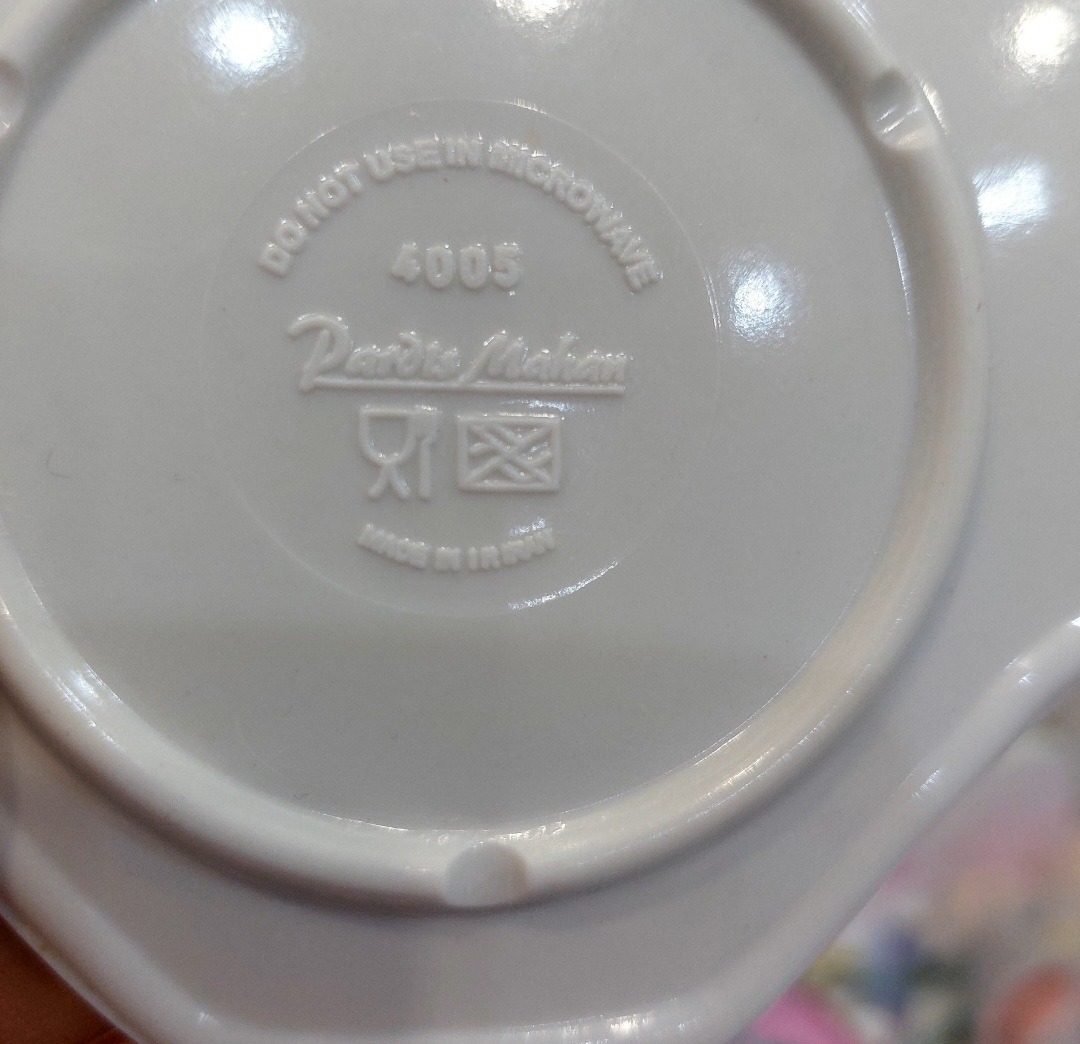 DO NOT USE IN MICROWAVE
4005
Pardis Mahan
MADE IN I R IRAN